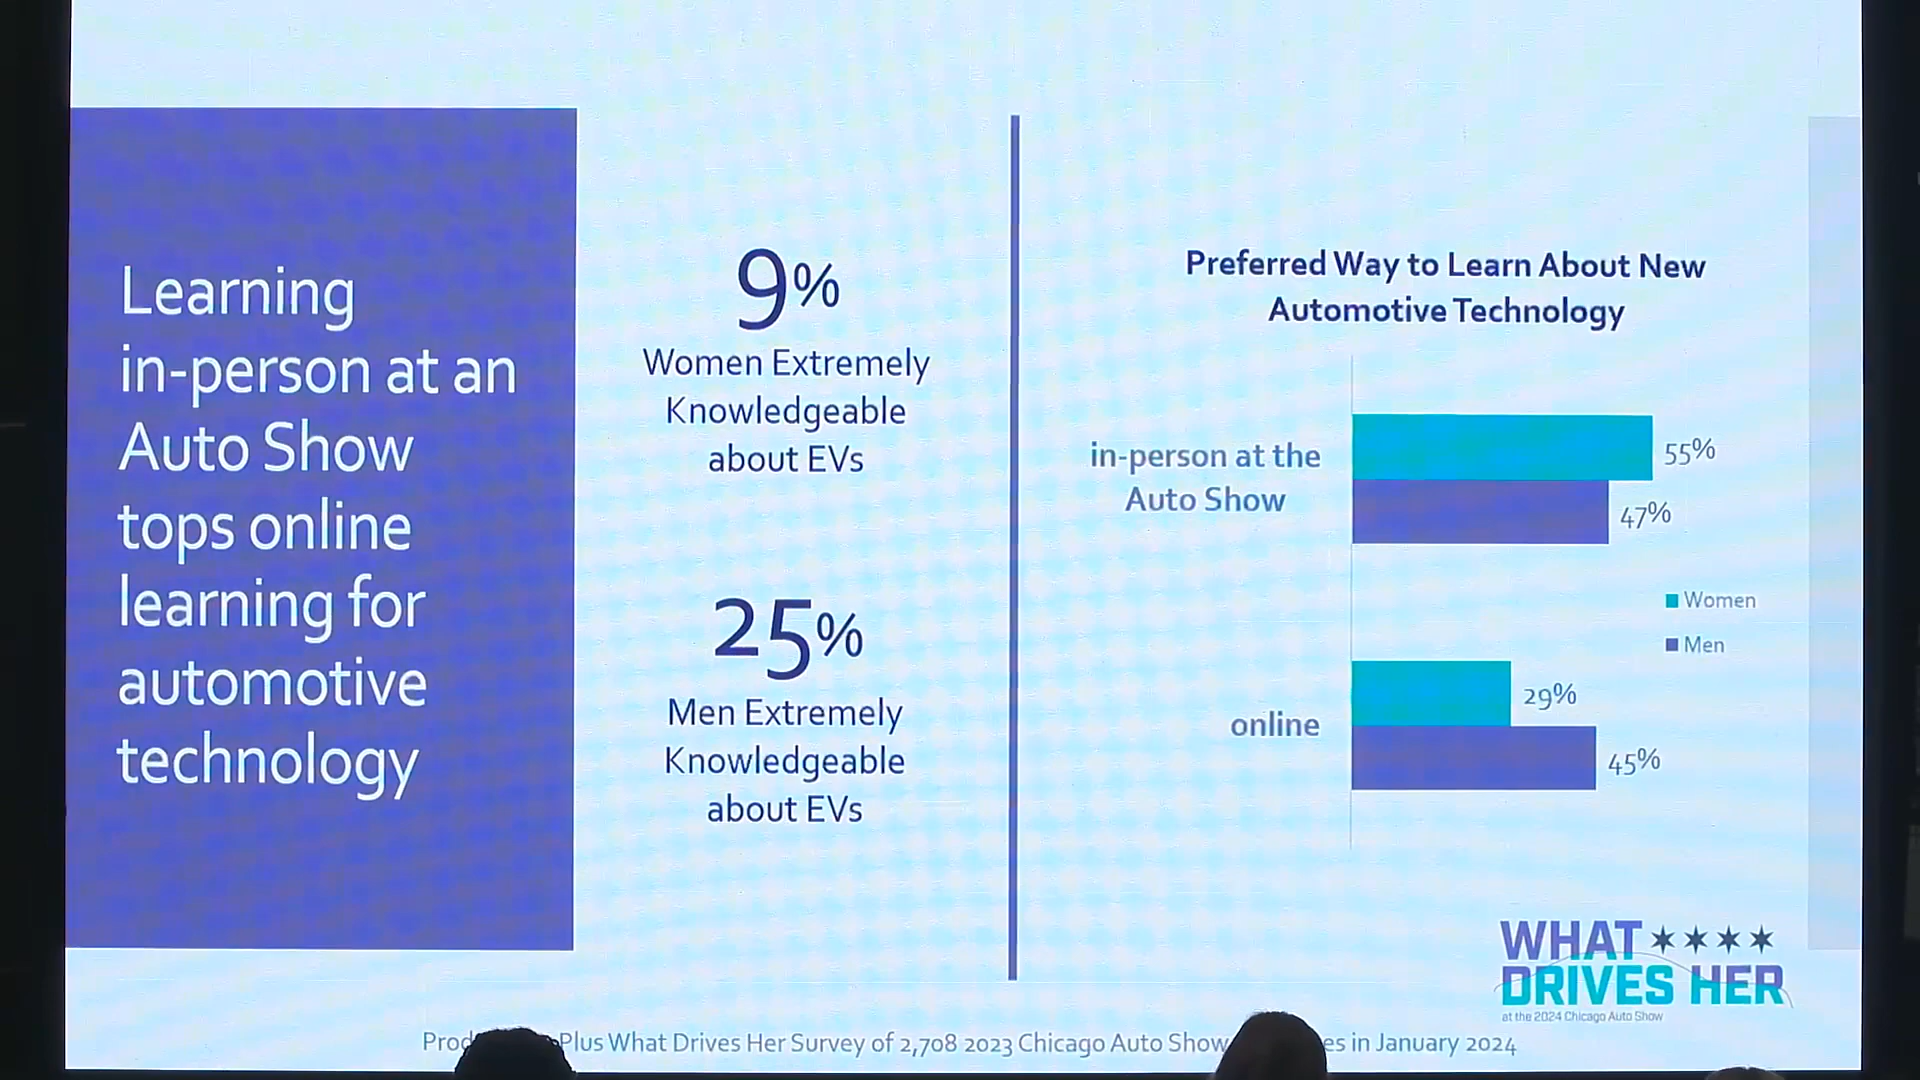 Learning
in-person at an
Auto Show
tops online
learning for
automotive
technology
9%
Women Extremely
Knowledgeable
about EVs
25%
Men Extremely
Knowledgeable
about EVs
Preferred Way to Learn About New
Automotive Technology
in-person at the
Auto Show
55%
47%
Women
Men
online
29%
45%
WHAT
DRIVES HER
at the 2024 Chicago Auto Show
Plus What Drives Her Survey of 2,708 2023 Chicago Auto Show in January 2024